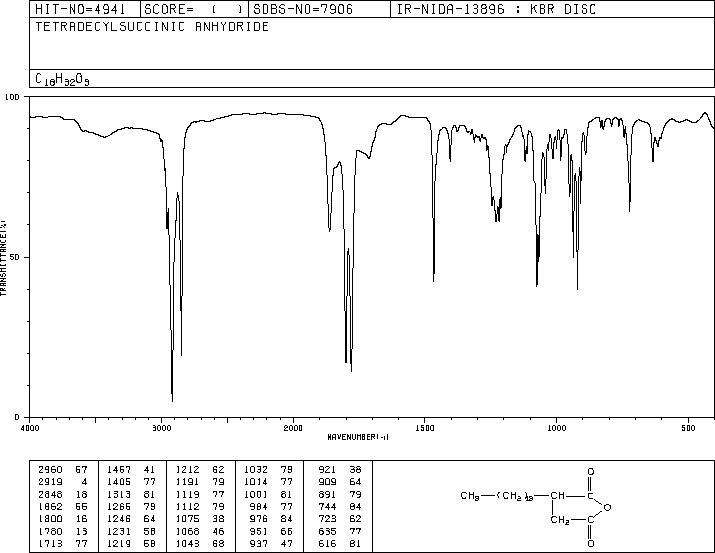 HIT-NO=4941 SCORE= ( ) SDBS-NO=7906 IR-NIDA-13896 : KBR DISC
TETRADECYLSUCCINIC ANHYDRIDE
C18H32O3
100
TRANSMITTANCE(%)
50
0
4000 3000 2000 1500 1000 500
WAVENUMBER(-1)
2960 57 1467 41 1212 62 1032 79 921 38
2919 4 1405 77 1191 79 1014 77 909 64
2848 18 1313 81 1119 77 1001 81 891 79
1862 55 1266 79 1112 79 984 77 744 84
1800 16 1246 64 1075 38 976 84 723 62
1780 13 1231 58 1068 46 951 66 635 77
1713 77 1219 58 1043 68 937 47 616 81
O
CH3—(CH2)13—CH—C
O
CH2—C
O